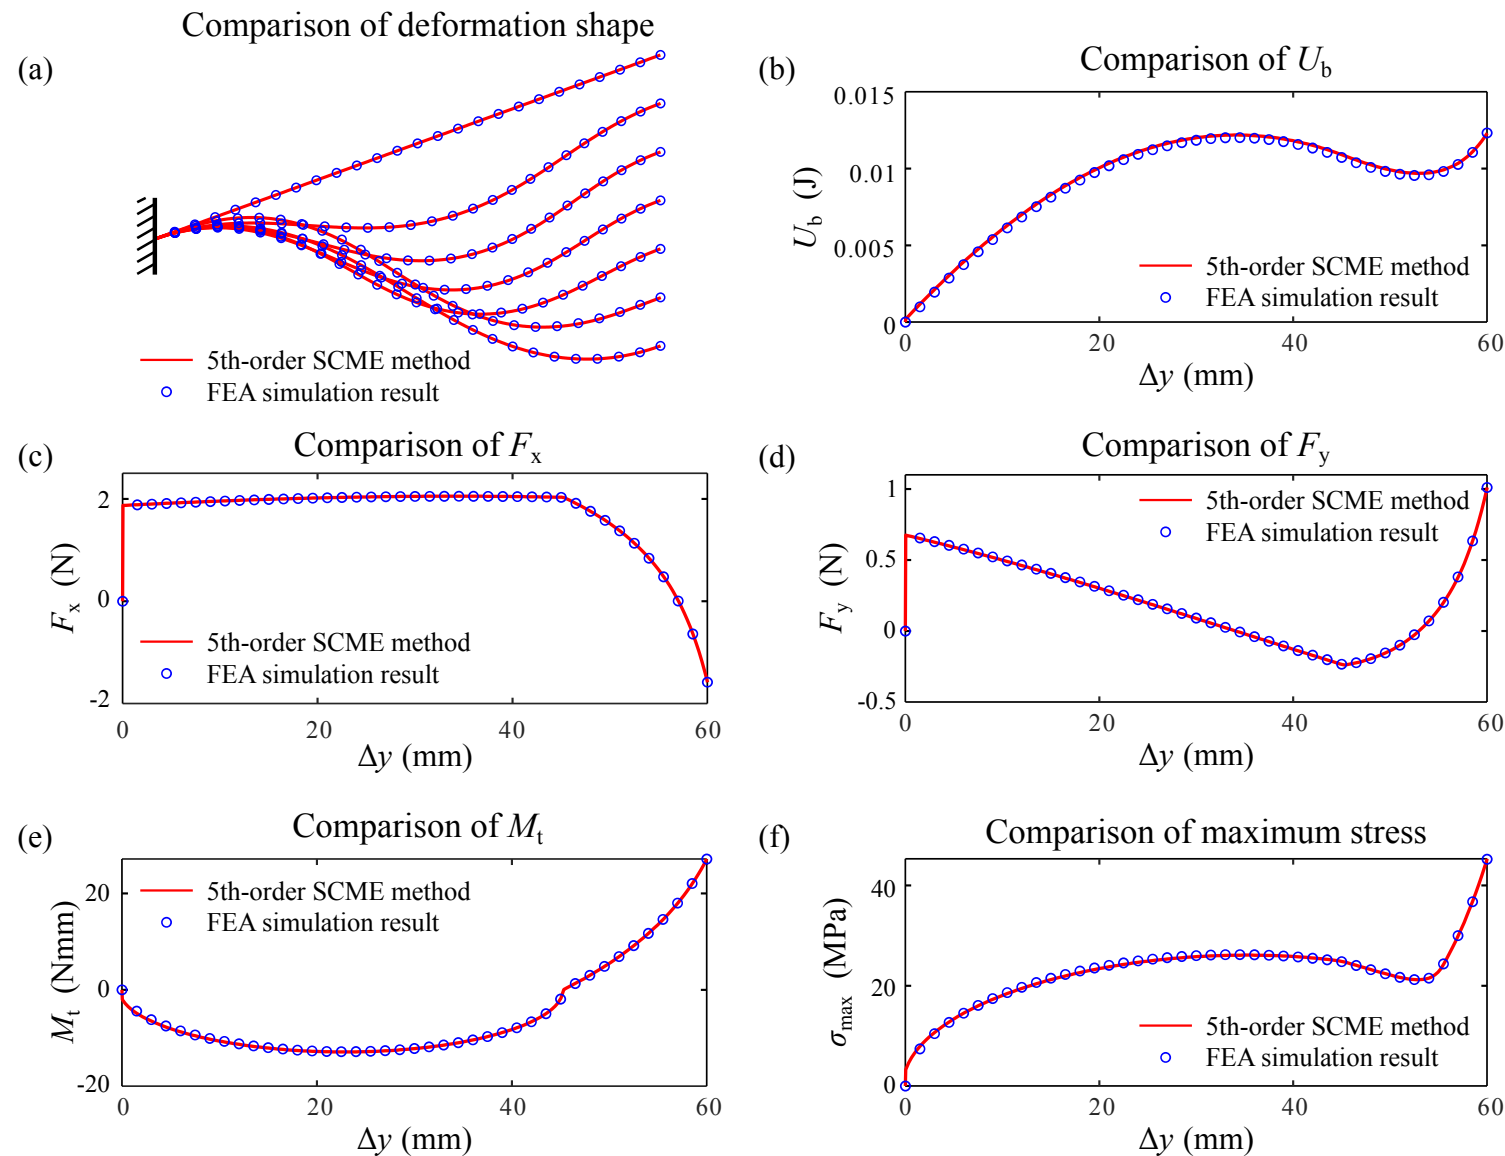 Comparison of deformation shape
(a)
5th-order SCME method
FEA simulation result
(b)
Comparison of Ub
0.015
0.01
0.005
0
Ub (J)
5th-order SCME method
FEA simulation result
0 20 40 60
Δy (mm)
(c)
Comparison of Fx
2
0
-2
Fx (N)
5th-order SCME method
FEA simulation result
0 20 40 60
Δy (mm)
(d)
Comparison of Fy
1
0.5
0
-0.5
Fy (N)
5th-order SCME method
FEA simulation result
0 20 40 60
Δy (mm)
(e)
Comparison of Mt
20
0
-20
Mt (Nmm)
5th-order SCME method
FEA simulation result
0 20 40 60
Δy (mm)
(f)
Comparison of maximum stress
40
20
0
σmax (MPa)
5th-order SCME method
FEA simulation result
0 20 40 60
Δy (mm)